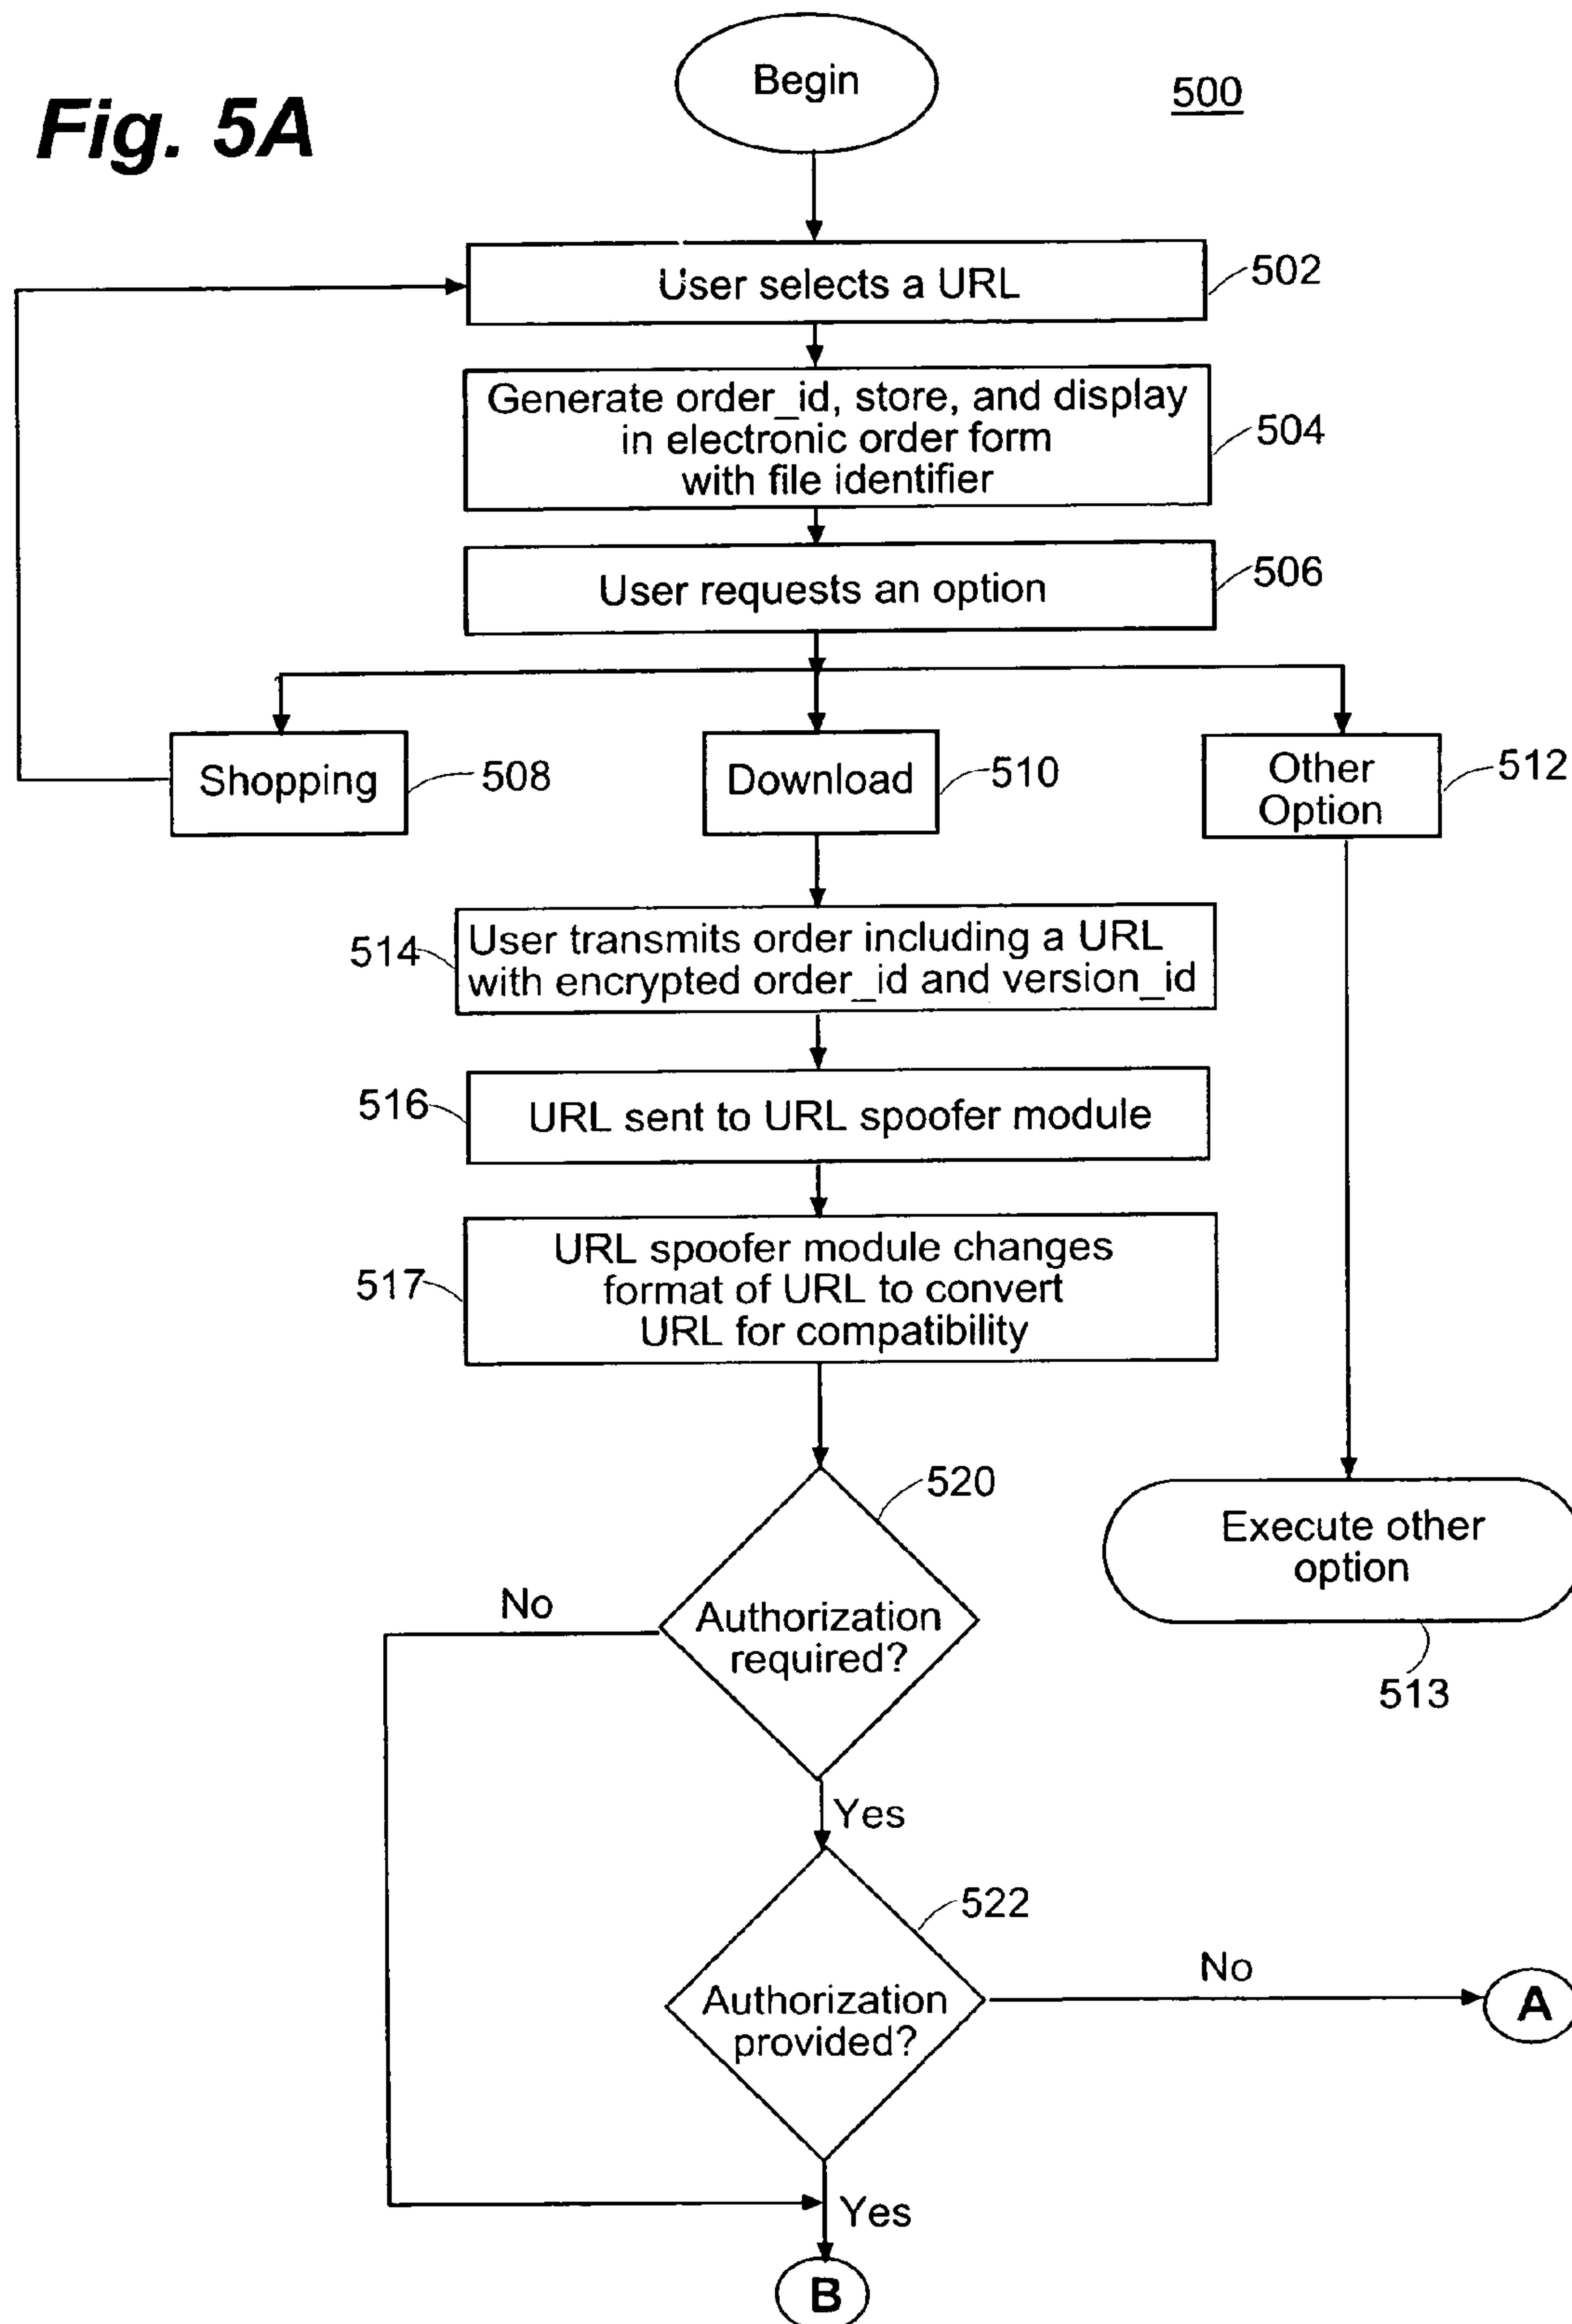 Fig. 5A
Begin
500
User selects a URL
502
Generate order_id, store, and display
in electronic order form
with file identifier
504
User requests an option
506
Shopping
508
Download
510
Other
Option
512
514
User transmits order including a URL
with encrypted order_id and version_id
516
URL sent to URL spoofer module
517
URL spoofer module changes
format of URL to convert
URL for compatibility
520
Authorization
required?
No
Yes
Execute other
option
513
522
Authorization
provided?
No
A
Yes
B